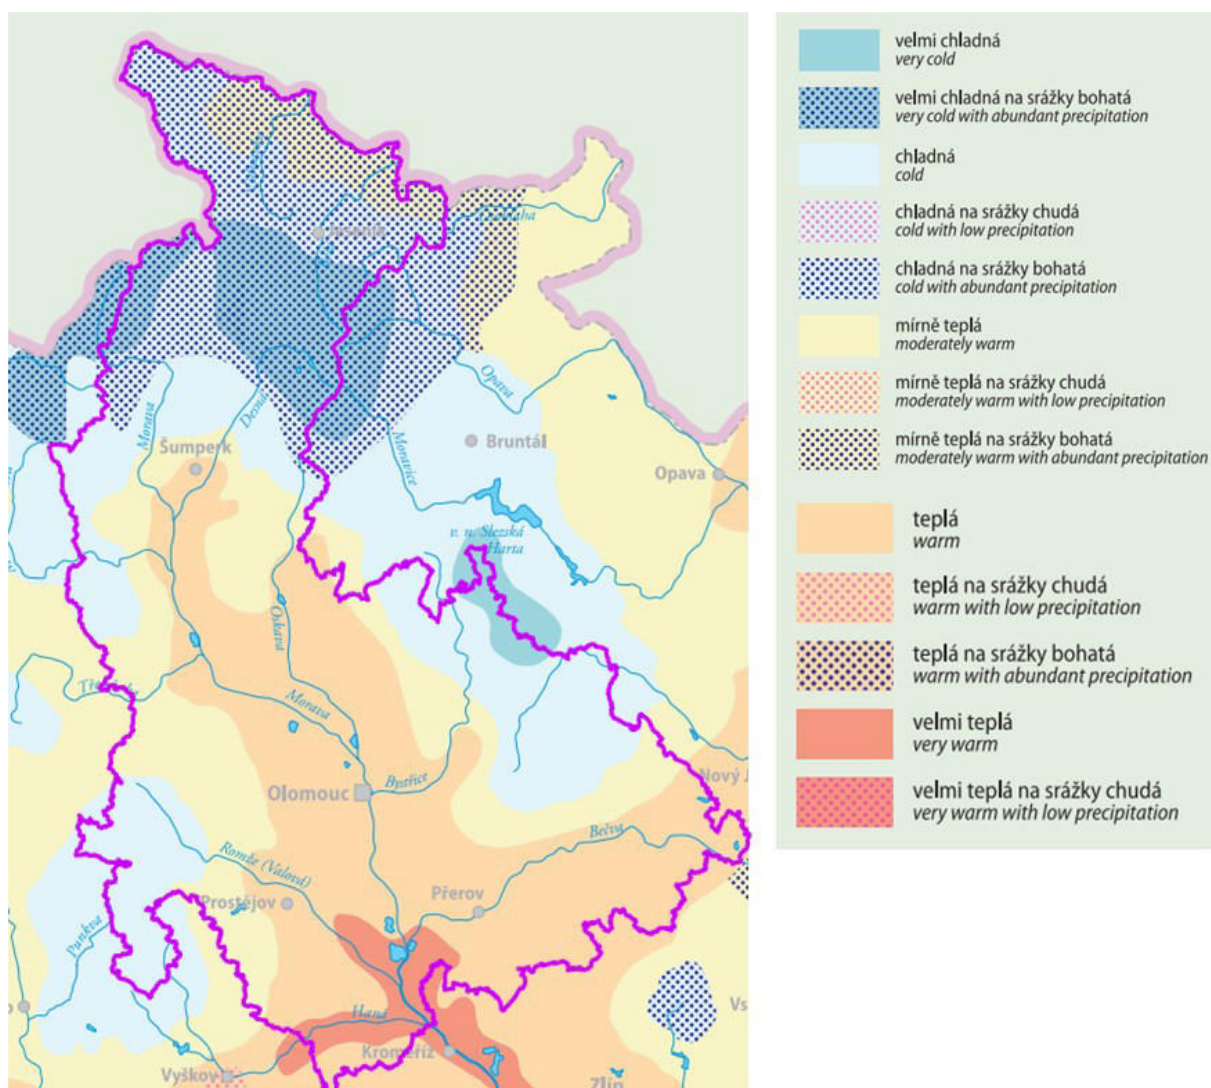 Opava
Morava
Desná
Šumperk
Bruntál
Moravice
Opava
v. n. Slezská
Harta
Oskava
Morava
Olomouc
Bystřice
Nový J
Bečva
Romže (Valová)
Prostějov
Přerov
Punkva
Haná
Vs
Kroměříž
Vyškov
Zlín
velmi chladná
very cold
velmi chladná na srážky bohatá
very cold with abundant precipitation
chladná
cold
chladná na srážky chudá
cold with low precipitation
chladná na srážky bohatá
cold with abundant precipitation
mírně teplá
moderately warm
mírně teplá na srážky chudá
moderately warm with low precipitation
mírně teplá na srážky bohatá
moderately warm with abundant precipitation
teplá
warm
teplá na srážky chudá
warm with low precipitation
teplá na srážky bohatá
warm with abundant precipitation
velmi teplá
very warm
velmi teplá na srážky chudá
very warm with low precipitation